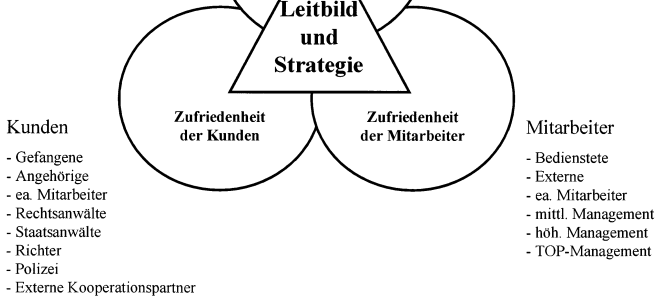 Leitbild
und
Strategie
Zufriedenheit
der Kunden
Zufriedenheit
der Mitarbeiter
Kunden
- Gefangene
- Angehörige
- ea. Mitarbeiter
- Rechtsanwälte
- Staatsanwälte
- Richter
- Polizei
- Externe Kooperationspartner
Mitarbeiter
- Bedienstete
- Externe
- ea. Mitarbeiter
- mittl. Management
- höh. Management
- TOP-Management